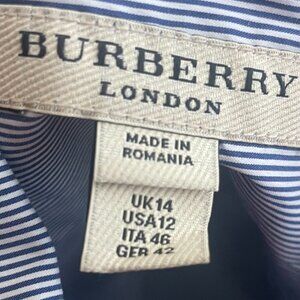 BURBERRY
LONDON
MADE IN
ROMANIA
UK14
USA12
ITA 46
GER 42